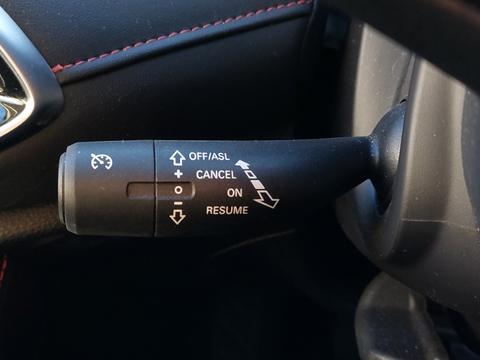 OFF/ASL
+ CANCEL
O ON
– RESUME